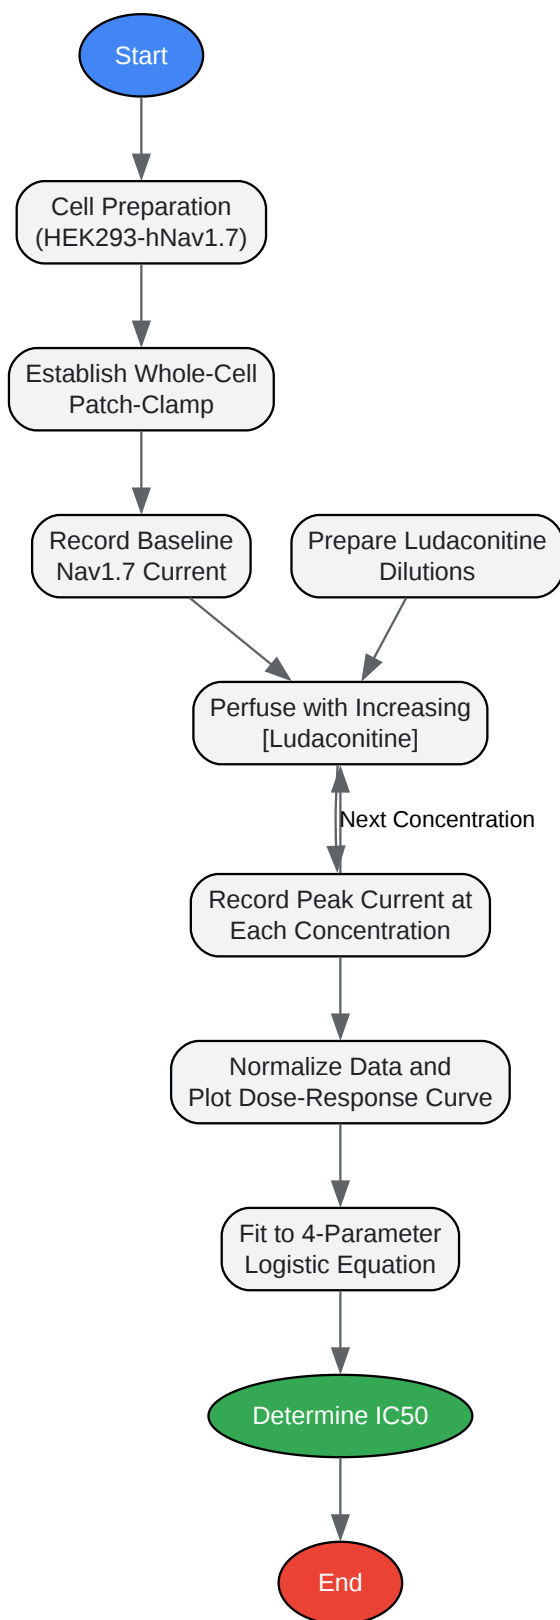 Start
Cell Preparation
(HEK293-hNav1.7)
Establish Whole-Cell
Patch-Clamp
Record Baseline
Nav1.7 Current
Prepare Ludaconitine
Dilutions
Perfuse with Increasing
[Ludaconitine]
Next Concentration
Record Peak Current at
Each Concentration
Normalize Data and
Plot Dose-Response Curve
Fit to 4-Parameter
Logistic Equation
Determine IC50
End